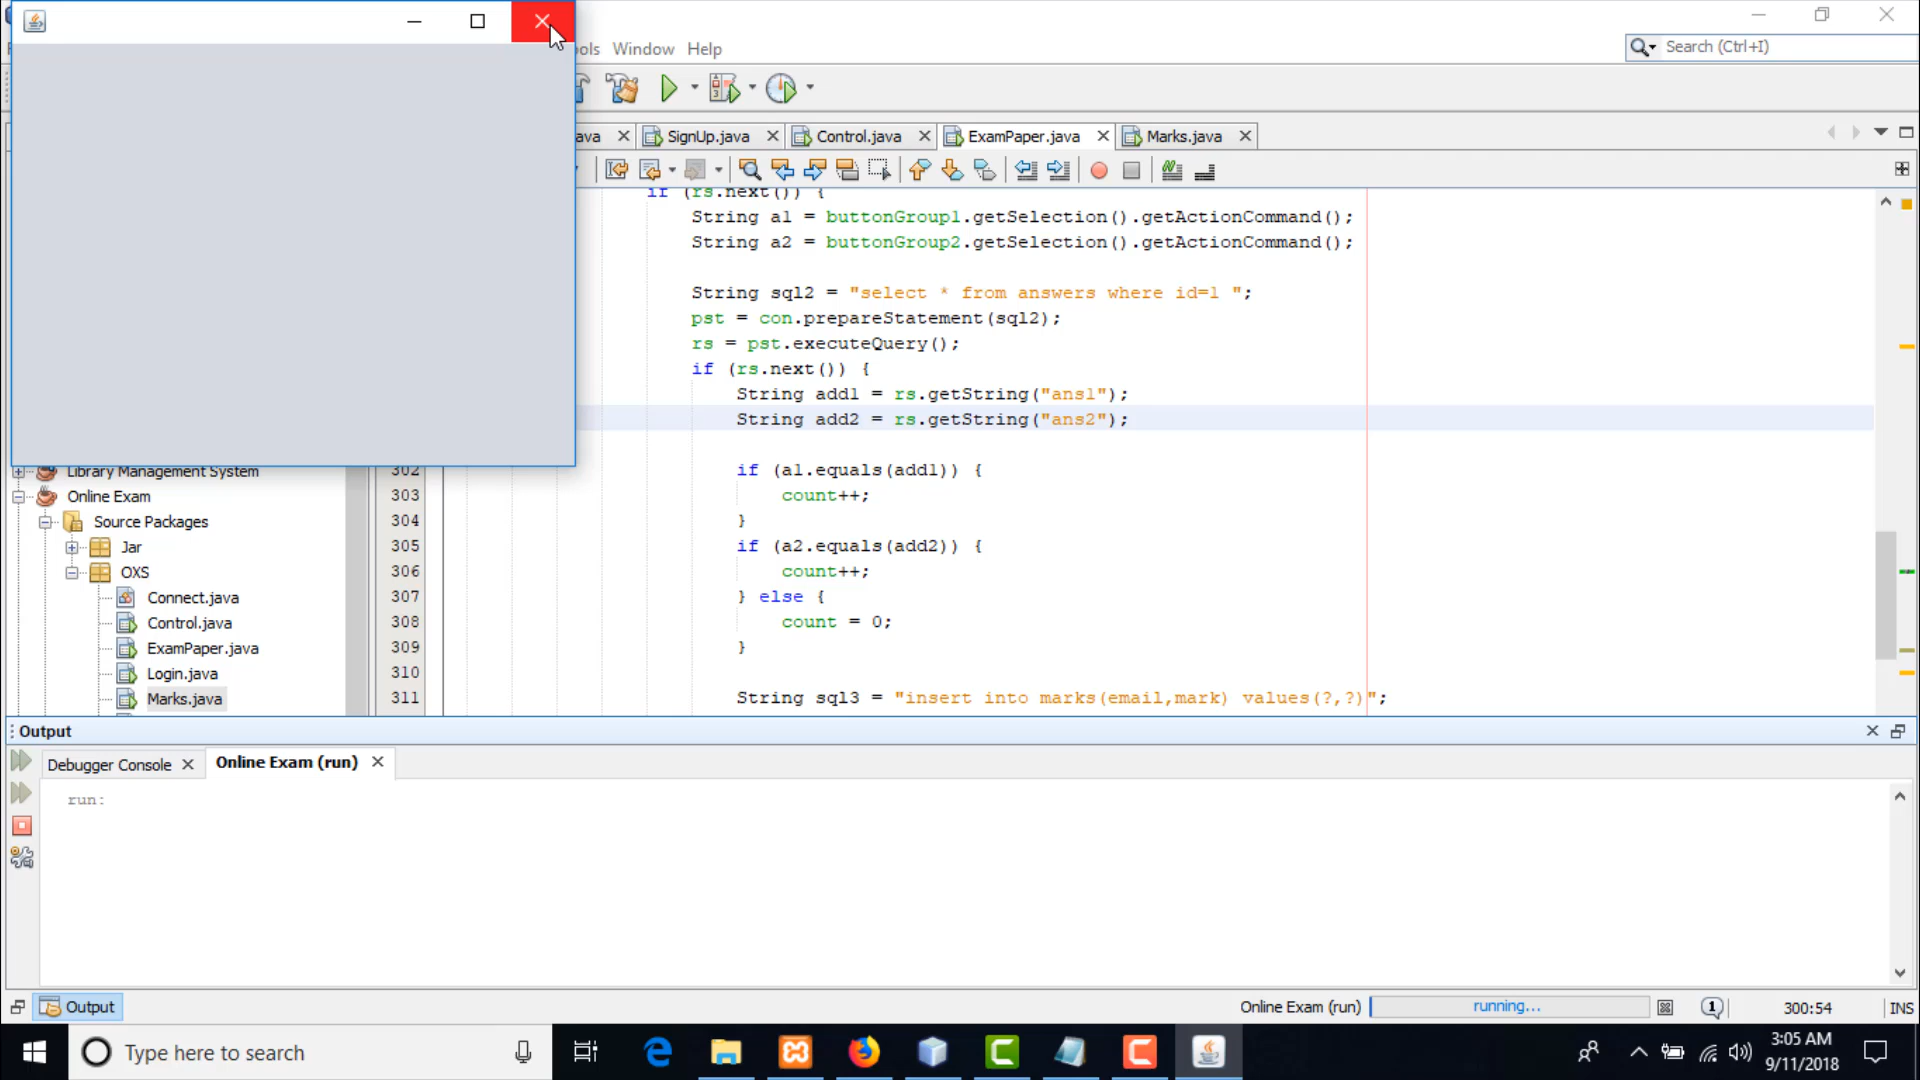 ools Window Help
Search (Ctrl+I)
ava SignUp.java Control.java ExamPaper.java Marks.java
if (rs.next()) {
String a1 = buttonGroup1.getSelection().getActionCommand();
String a2 = buttonGroup2.getSelection().getActionCommand();
String sql2 = "select * from answers where id=1 ";
pst = con.prepareStatement(sql2);
rs = pst.executeQuery();
if (rs.next()) {
String add1 = rs.getString("ans1");
String add2 = rs.getString("ans2");
302 if (a1.equals(add1)) {
303 count++;
304 }
305 if (a2.equals(add2)) {
306 count++;
307 } else {
308 count = 0;
309 }
310
311 String sql3 = "insert into marks(email,mark) values(?,?)";
Library Management System
Online Exam
Source Packages
Jar
OXS
Connect.java
Control.java
ExamPaper.java
Login.java
Marks.java
Output
Debugger Console Online Exam (run)
run:
Output
Online Exam (run) running... 1 300:54 INS
Type here to search
3:05 AM
9/11/2018